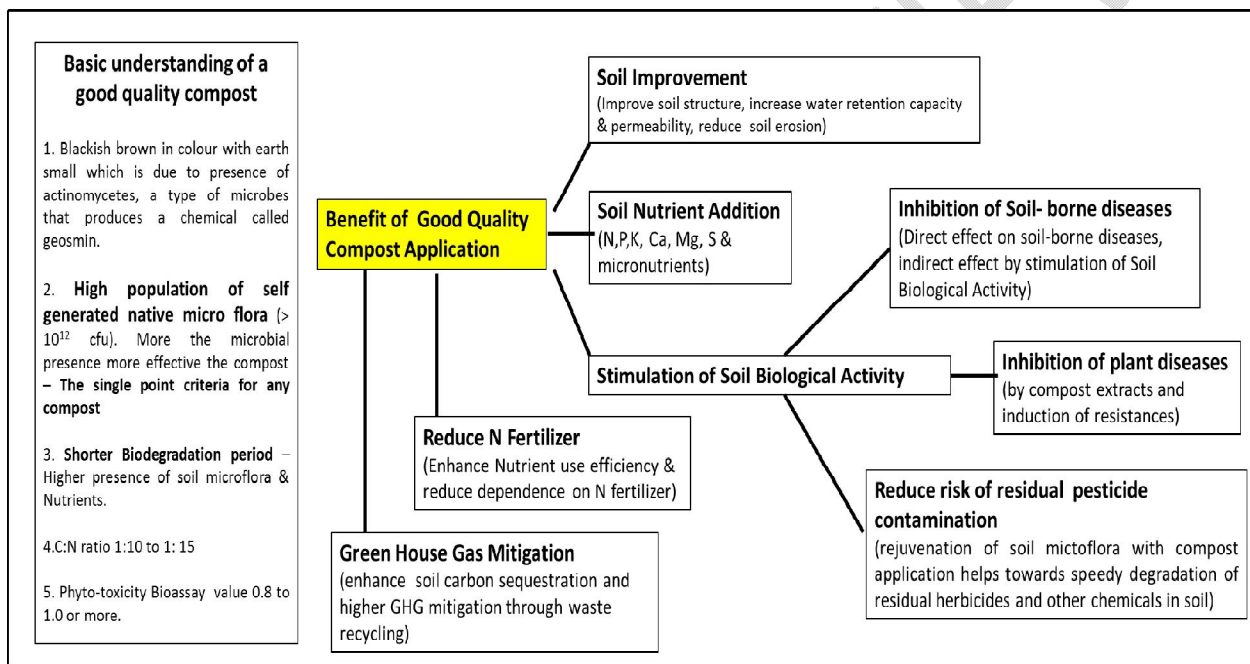 Basic understanding of a
good quality compost
1. Blackish brown in colour with earth
small which is due to presence of
actinomycetes, a type of microbes
that produces a chemical called
geosmin.
2. High population of self
generated native micro flora (>
10¹² cfu). More the microbial
presence more effective the compost
– The single point criteria for any
compost
3. Shorter Biodegradation period –
Higher presence of soil microflora &
Nutrients.
4.C:N ratio 1:10 to 1: 15
5. Phyto-toxicity Bioassay value 0.8 to
1.0 or more.
Benefit of Good Quality
Compost Application
Soil Improvement
(Improve soil structure, increase water retention capacity
& permeability, reduce soil erosion)
Soil Nutrient Addition
(N,P,K, Ca, Mg, S &
micronutrients)
Stimulation of Soil Biological Activity
Inhibition of Soil- borne diseases
(Direct effect on soil-borne diseases,
indirect effect by stimulation of Soil
Biological Activity)
Inhibition of plant diseases
(by compost extracts and
induction of resistances)
Reduce risk of residual pesticide
contamination
(rejuvenation of soil mictoflora with compost
application helps towards speedy degradation of
residual herbicides and other chemicals in soil)
Reduce N Fertilizer
(Enhance Nutrient use efficiency &
reduce dependence on N fertilizer)
Green House Gas Mitigation
(enhance soil carbon sequestration and
higher GHG mitigation through waste
recycling)